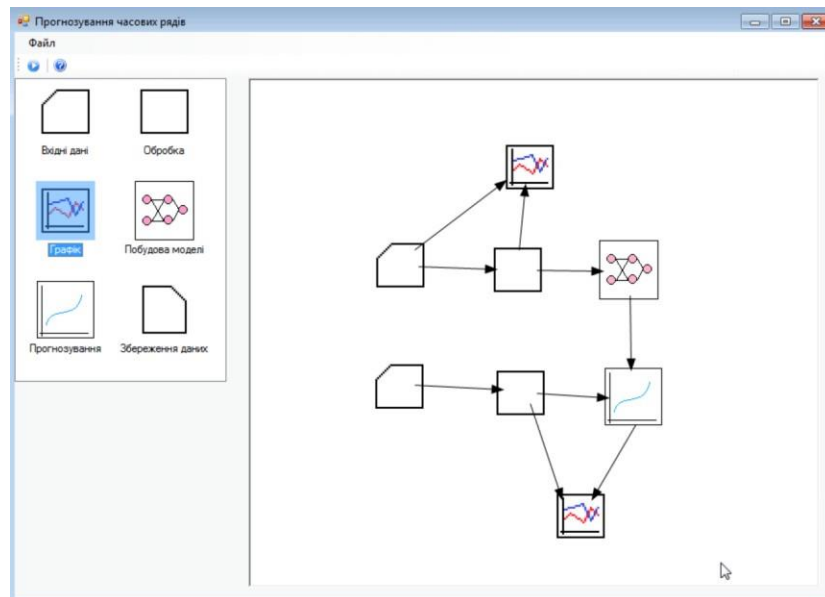 Прогнозування часових рядів
Файл
Вхідні дані
Обробка
Графік
Побудова моделі
Прогнозування
Збереження даних